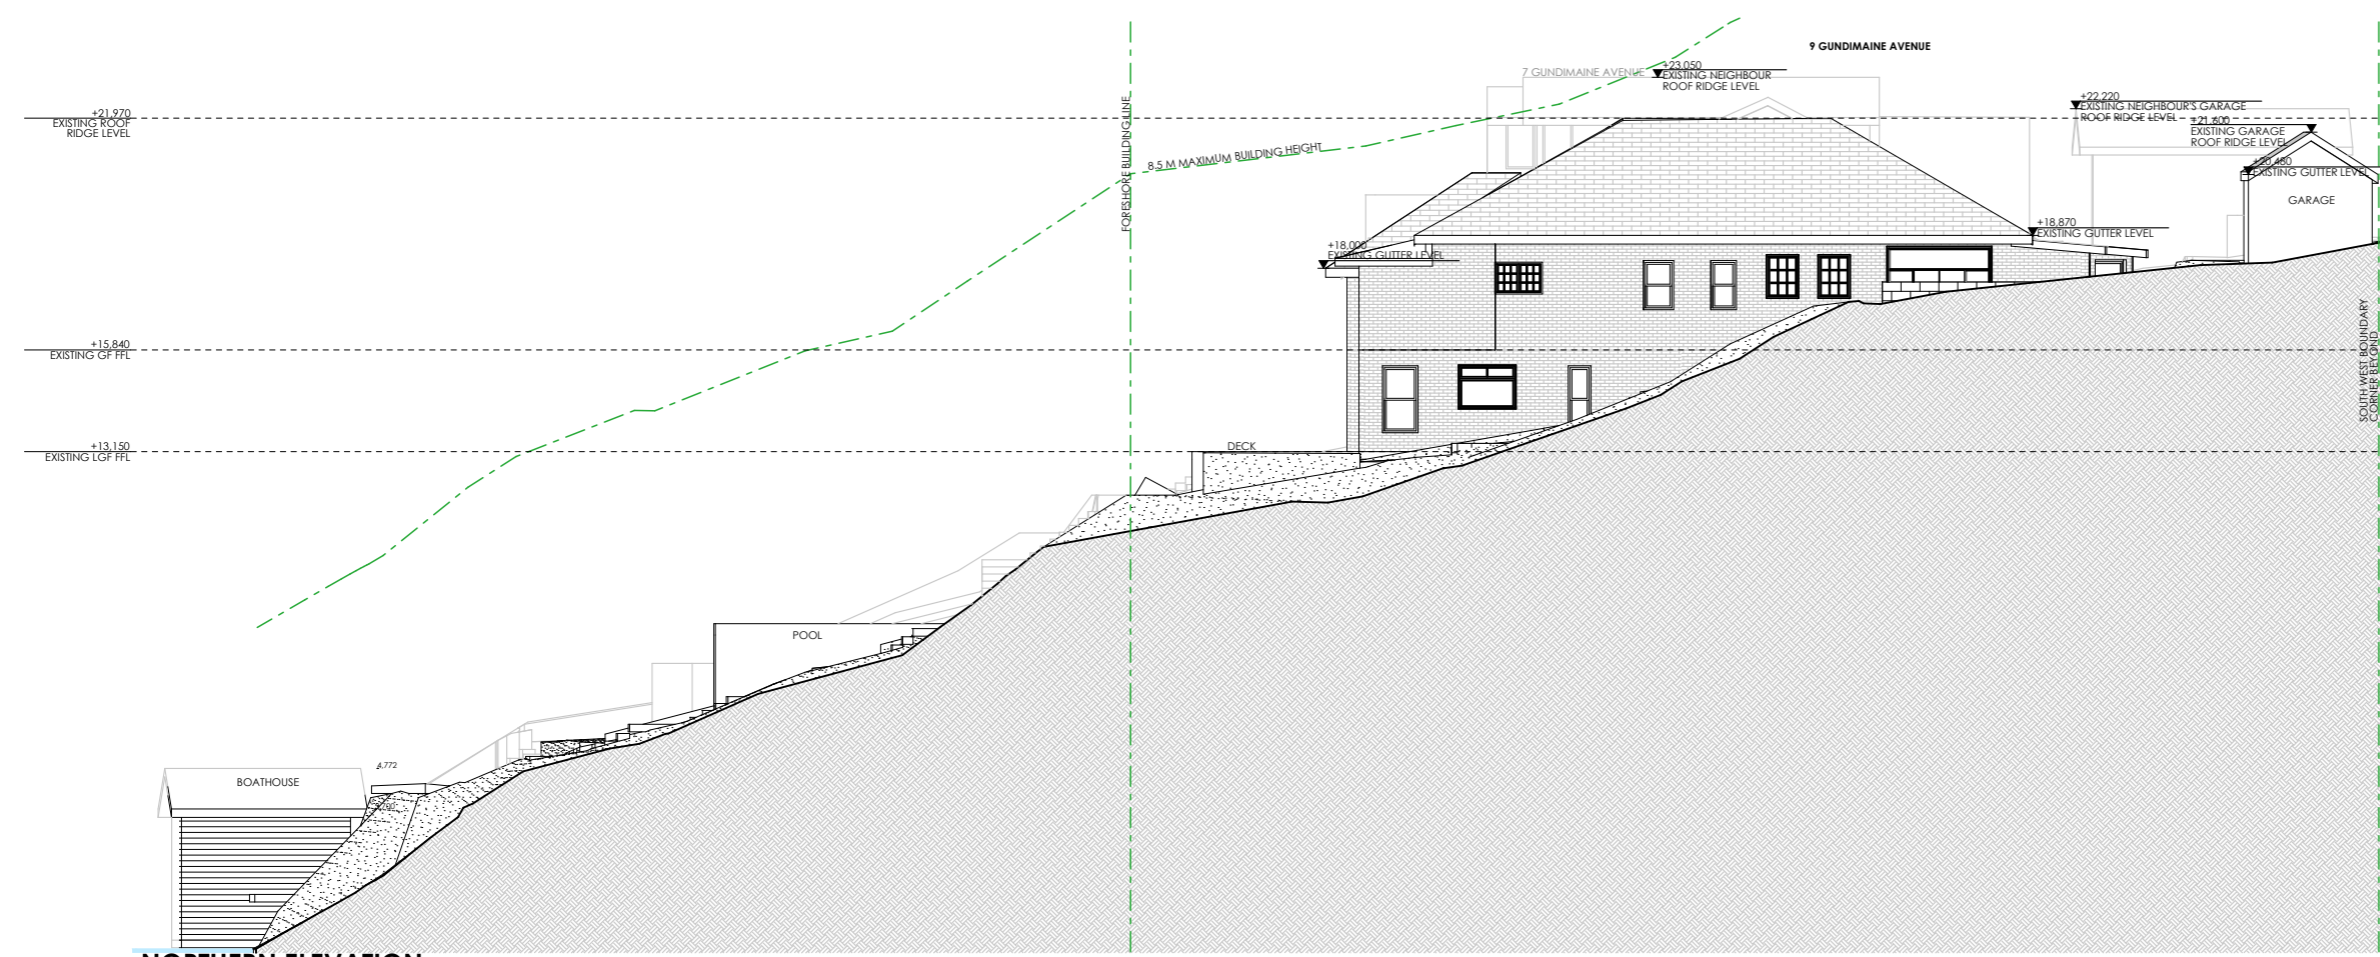 9 GUNDIMAINE AVENUE
7 GUNDIMAINE AVENUE
+23,050
EXISTING NEIGHBOUR
ROOF RIDGE LEVEL
+22,220
EXISTING NEIGHBOUR'S GARAGE
ROOF RIDGE LEVEL
+21,600
EXISTING GARAGE
ROOF RIDGE LEVEL
+21,970
EXISTING ROOF
RIDGE LEVEL
FORESHORE BUILDING LINE
8.5 M MAXIMUM BUILDING HEIGHT
+20,480
EXISTING GUTTER LEVEL
GARAGE
+18,870
EXISTING GUTTER LEVEL
+18,000
EXISTING GUTTER LEVEL
SOUTH WEST BOUNDARY
CORNER BEYOND
+15,840
EXISTING GF FFL
+13,150
EXISTING LGF FFL
DECK
POOL
4,772
BOATHOUSE
NORTHERN ELEVATION